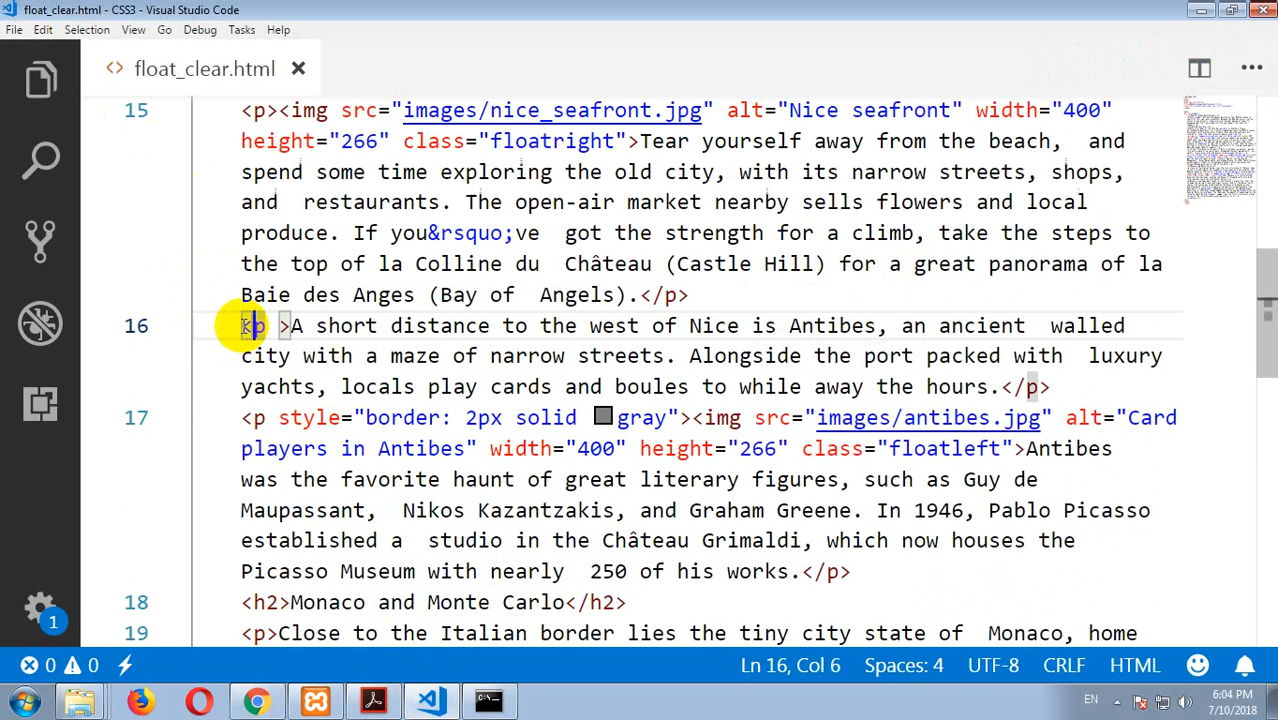 float_clear.html - CSS3 - Visual Studio Code
File Edit Selection View Go Debug Tasks Help
<> float_clear.html
15 <p><img src="images/nice_seafront.jpg" alt="Nice seafront" width="400"
height="266" class="floatright">Tear yourself away from the beach,  and
spend some time exploring the old city, with its narrow streets, shops,
and  restaurants. The open-air market nearby sells flowers and local
produce. If you&rsquo;ve  got the strength for a climb, take the steps to
the top of la Colline du  Château (Castle Hill) for a great panorama of la
Baie des Anges (Bay of  Angels).</p>
16 <p >A short distance to the west of Nice is Antibes, an ancient  walled
city with a maze of narrow streets. Alongside the port packed with  luxury
yachts, locals play cards and boules to while away the hours.</p>
17 <p style="border: 2px solid gray"><img src="images/antibes.jpg" alt="Card
players in Antibes" width="400" height="266" class="floatleft">Antibes
was the favorite haunt of great literary figures, such as Guy de
Maupassant,  Nikos Kazantzakis, and Graham Greene. In 1946, Pablo Picasso
established a  studio in the Château Grimaldi, which now houses the
Picasso Museum with nearly  250 of his works.</p>
18 <h2>Monaco and Monte Carlo</h2>
19 <p>Close to the Italian border lies the tiny city state of  Monaco, home
1
0 0 Ln 16, Col 6 Spaces: 4 UTF-8 CRLF HTML
EN 6:04 PM
7/10/2018